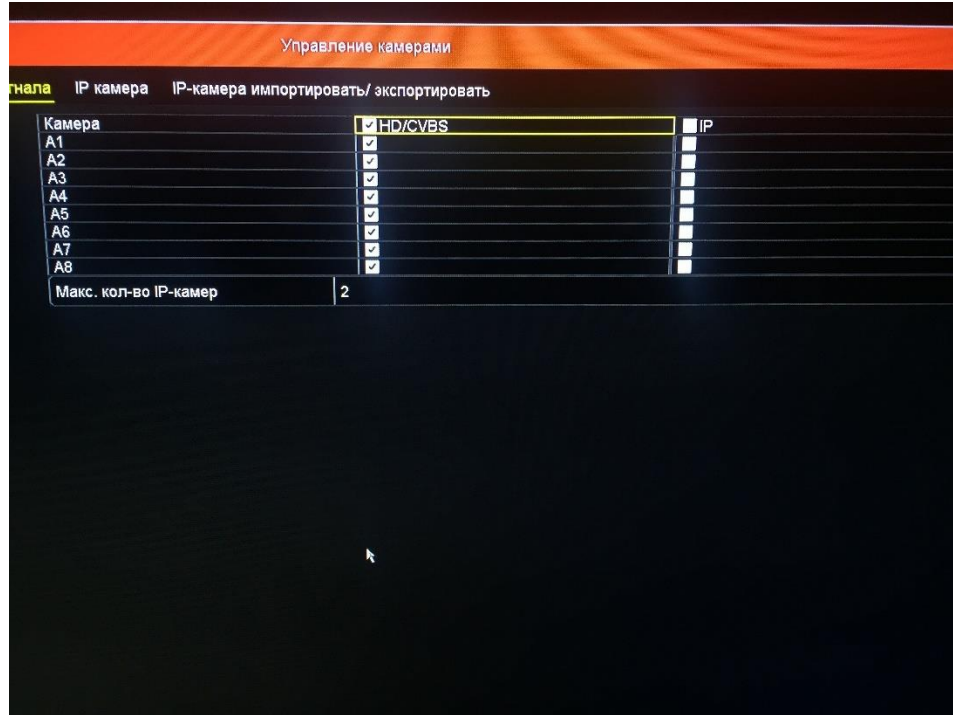 Управление камерами
гнала IP камера IP-камера импортировать/ экспортировать
Камера HD/CVBS IP
A1
A2
A3
A4
A5
A6
A7
A8
Макс. кол-во IP-камер 2